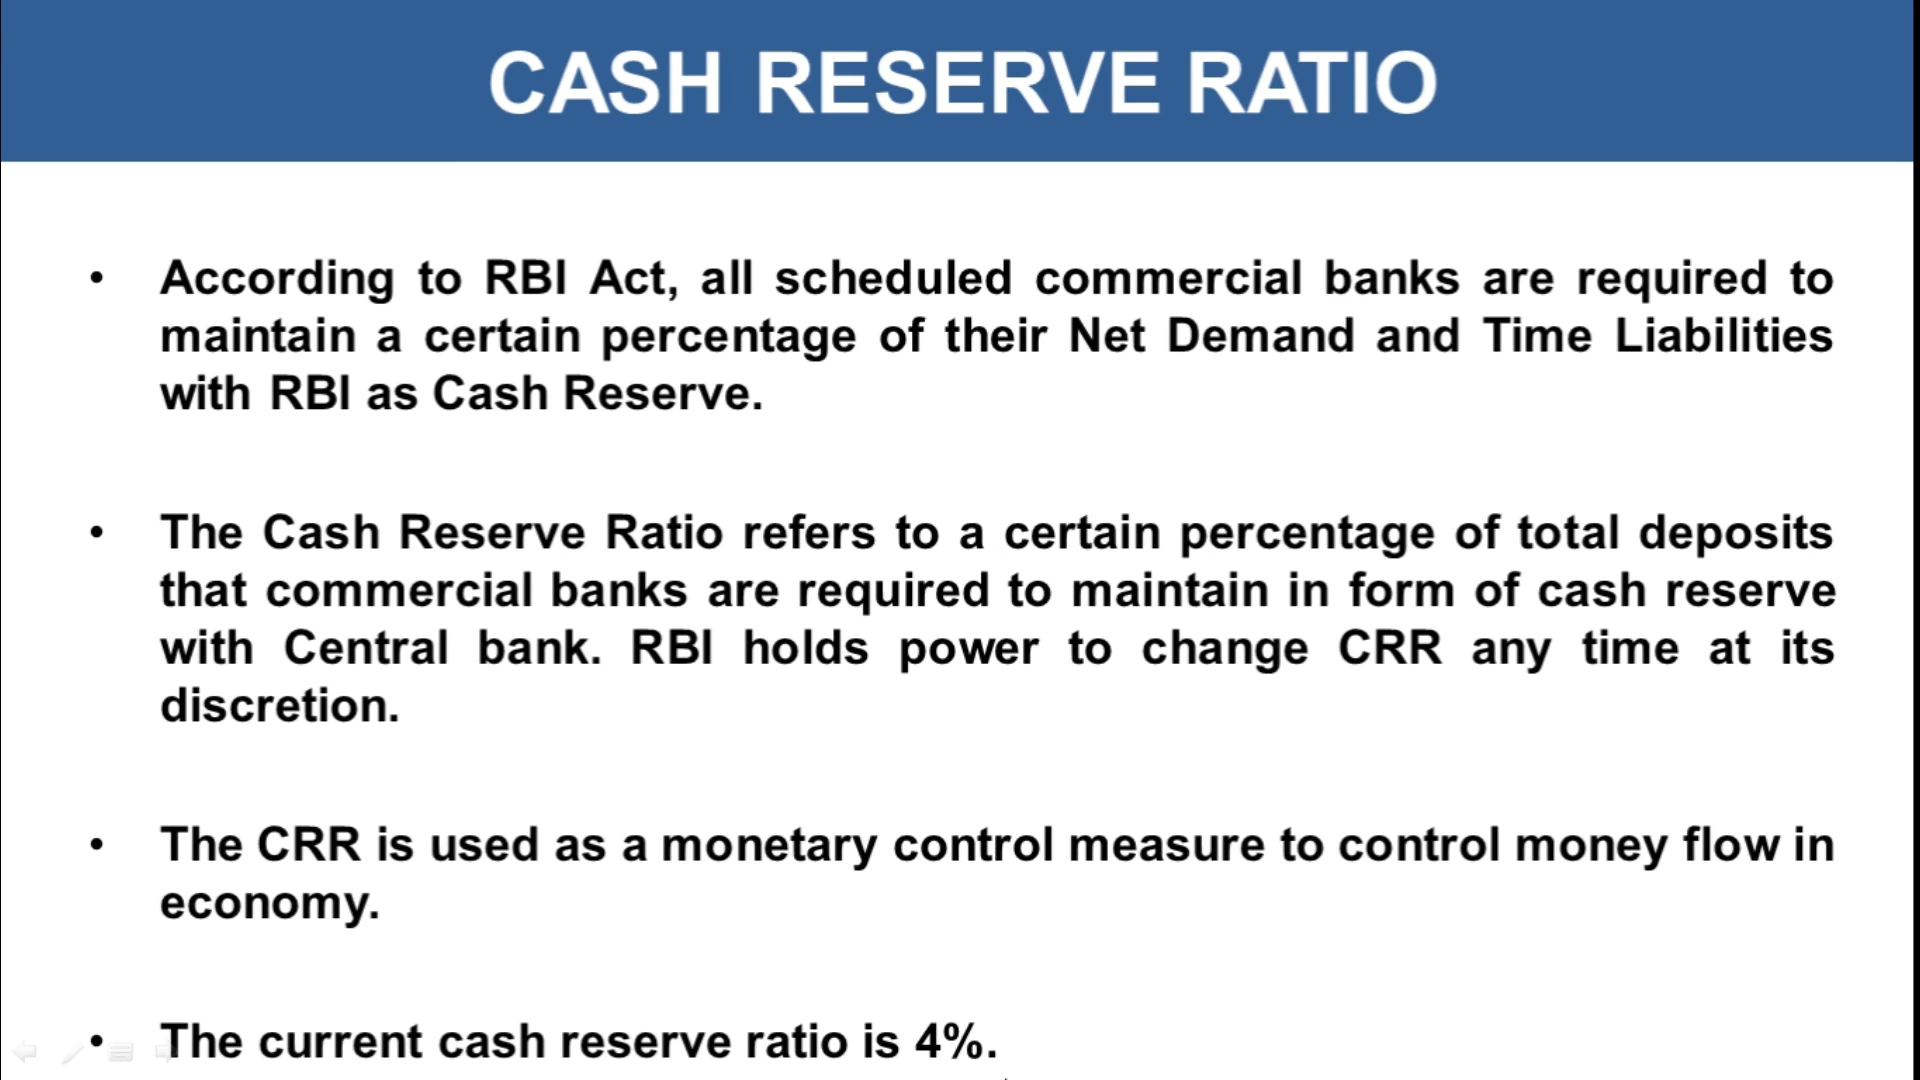 CASH RESERVE RATIO
• According to RBI Act, all scheduled commercial banks are required to
maintain a certain percentage of their Net Demand and Time Liabilities
with RBI as Cash Reserve.
• The Cash Reserve Ratio refers to a certain percentage of total deposits
that commercial banks are required to maintain in form of cash reserve
with Central bank. RBI holds power to change CRR any time at its
discretion.
• The CRR is used as a monetary control measure to control money flow in
economy.
• The current cash reserve ratio is 4%.